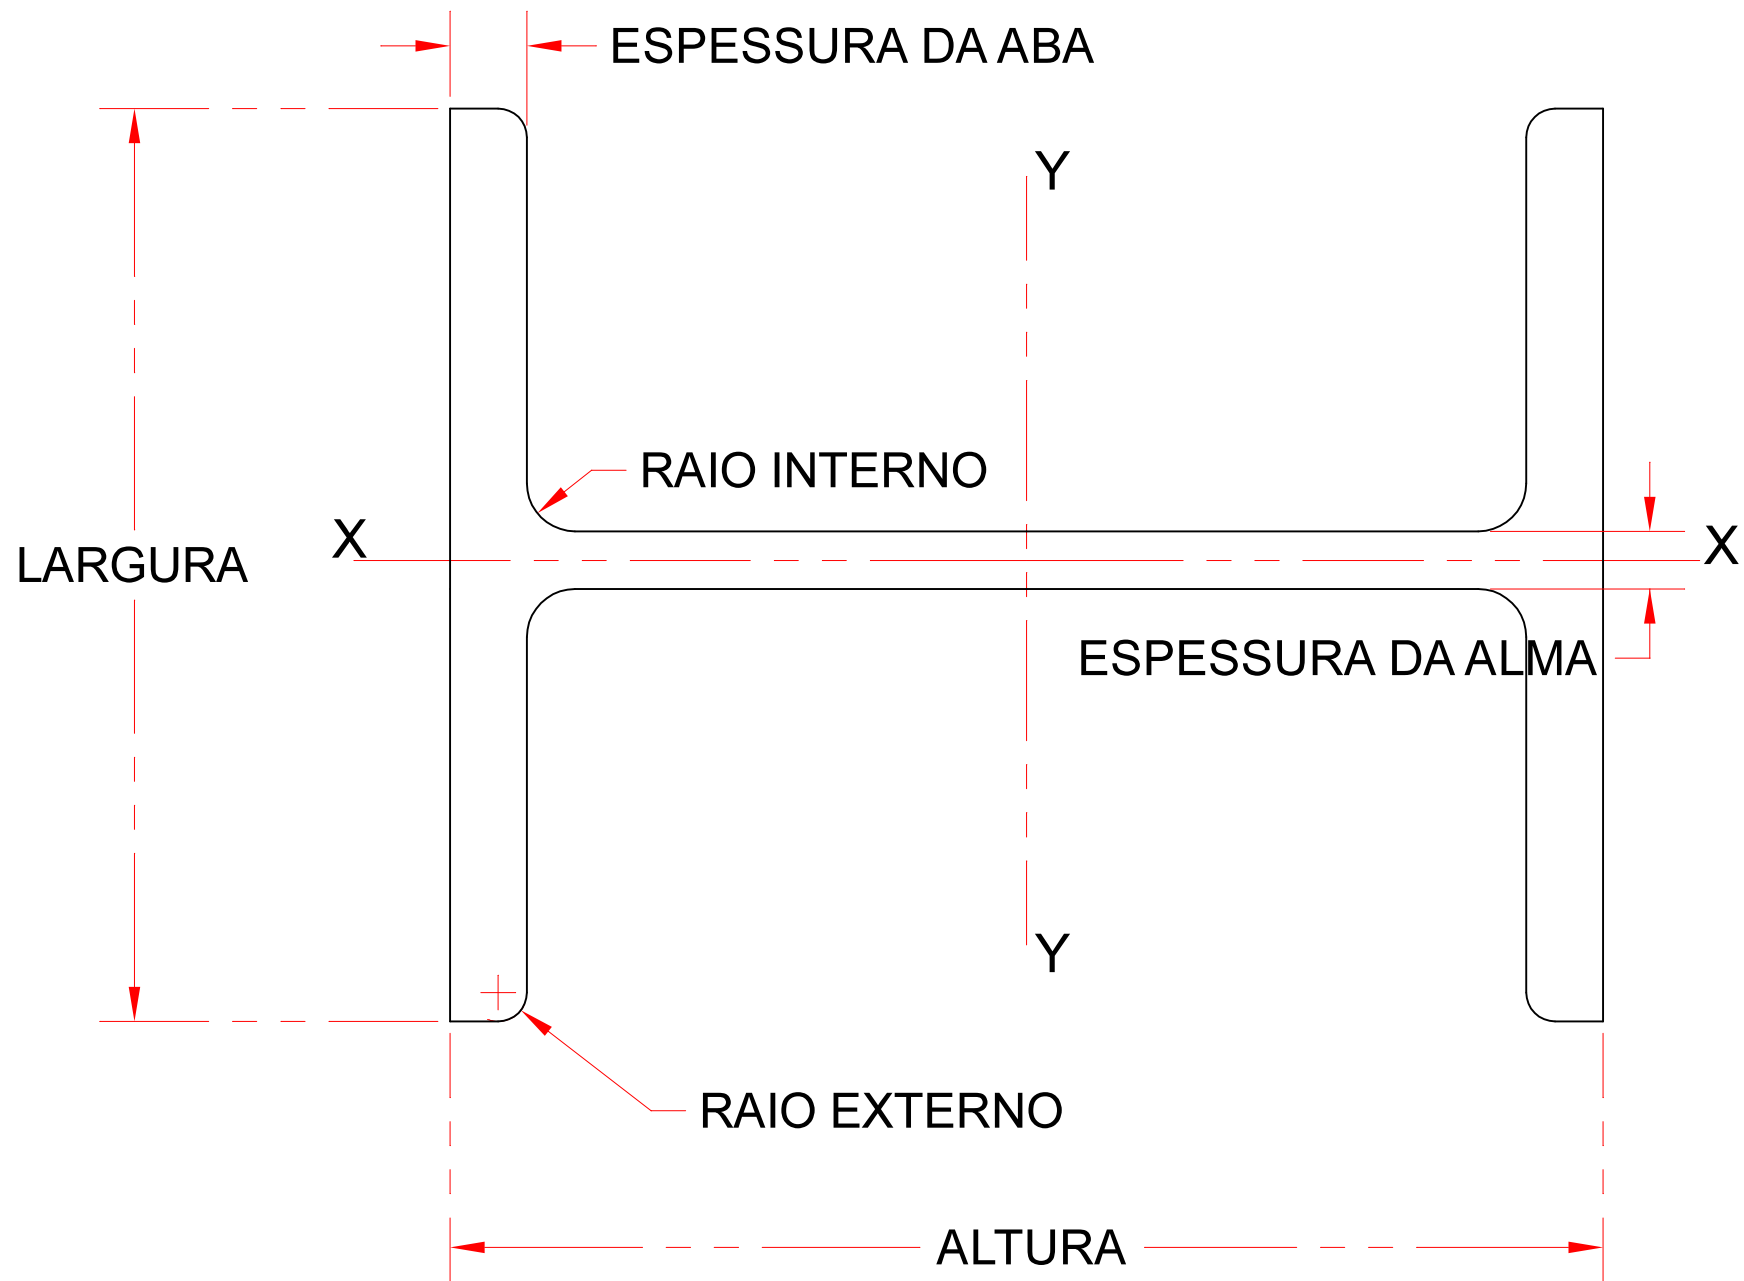 ESPESSURA DA ABA
Y
RAIO INTERNO
X
X
LARGURA
ESPESSURA DA ALMA
Y
RAIO EXTERNO
ALTURA